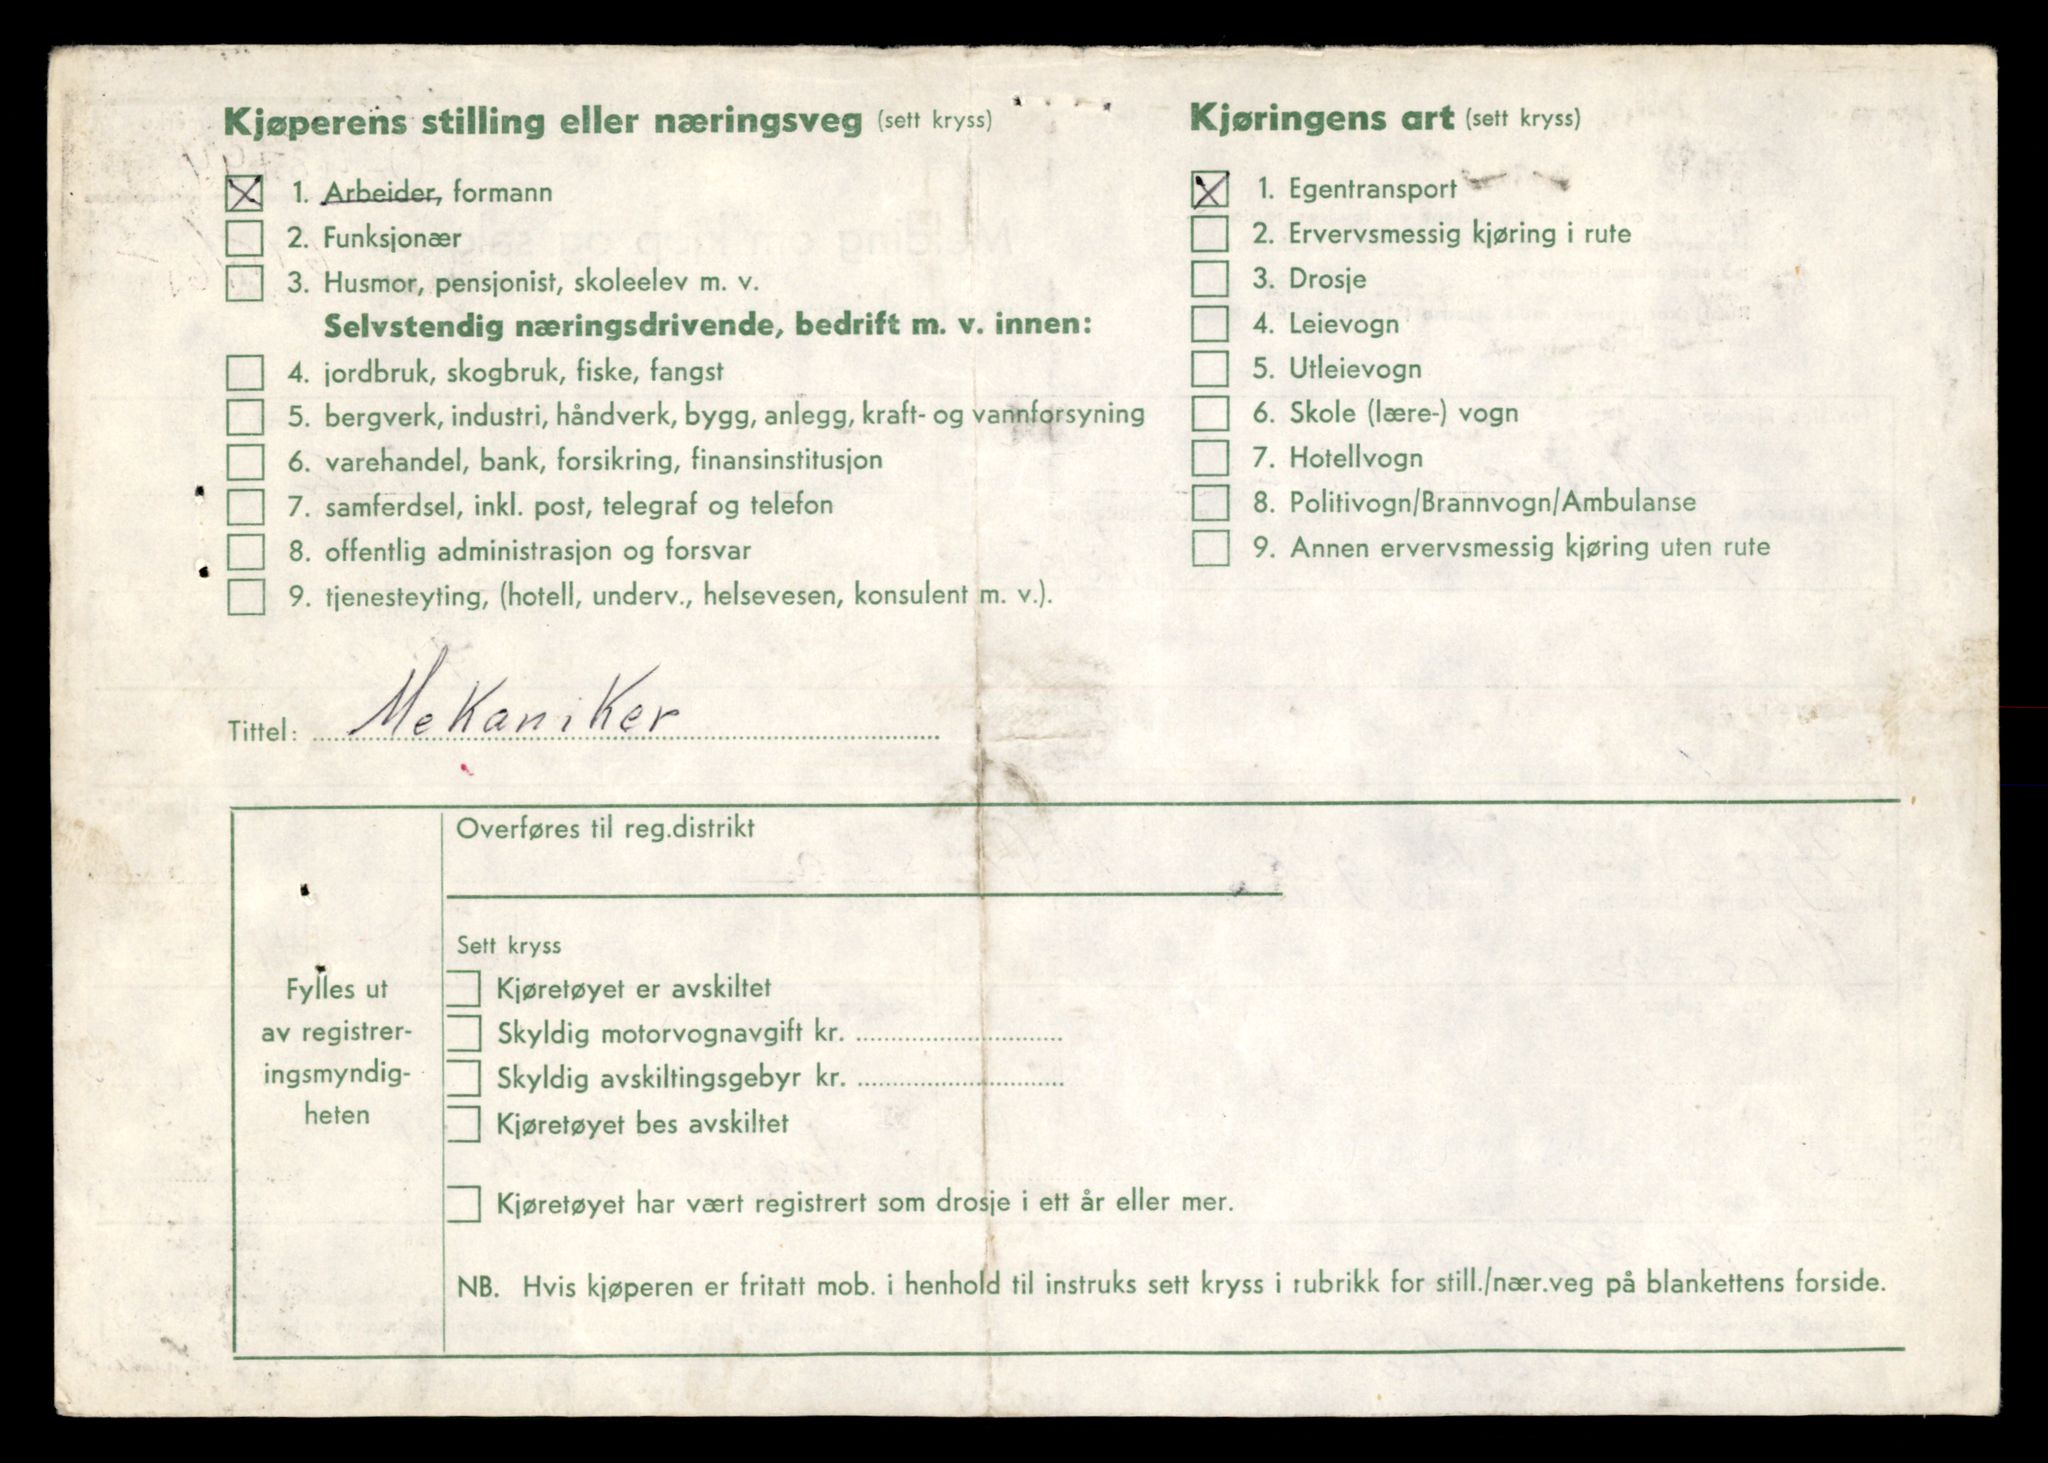 Kjøperens stilling eller næringsveg (sett kryss)
1. Arbeider, formann
2. Funksjonær
3. Husmor, pensjonist, skoleelev m. v.
Selvstendig næringsdrivende, bedrift m. v. innen:
4. jordbruk, skogbruk, fiske, fangst
5. bergverk, industri, håndverk, bygg, anlegg, kraft- og vannforsyning
6. varehandel, bank, forsikring, finansinstitusjon
7. samferdsel, inkl. post, telegraf og telefon
8. offentlig administrasjon og forsvar
9. tjenesteyting, (hotell, underv., helsevesen, konsulent m. v.).
Tittel: Mekaniker
Kjøringens art (sett kryss)
1. Egentransport
2. Ervervsmessig kjøring i rute
3. Drosje
4. Leievogn
5. Utleievogn
6. Skole (lære-) vogn
7. Hotellvogn
8. Politivogn/Brannvogn/Ambulanse
9. Annen ervervsmessig kjøring uten rute
Fylles ut
av registrer-
ingsmyndig-
heten
Overføres til reg.distrikt
Sett kryss
Kjøretøyet er avskiltet
Skyldig motorvognavgift kr.
Skyldig avskiltingsgebyr kr.
Kjøretøyet bes avskiltet
Kjøretøyet har vært registrert som drosje i ett år eller mer.
NB. Hvis kjøperen er fritatt mob. i henhold til instruks sett kryss i rubrikk for still./nær.veg på blankettens forside.